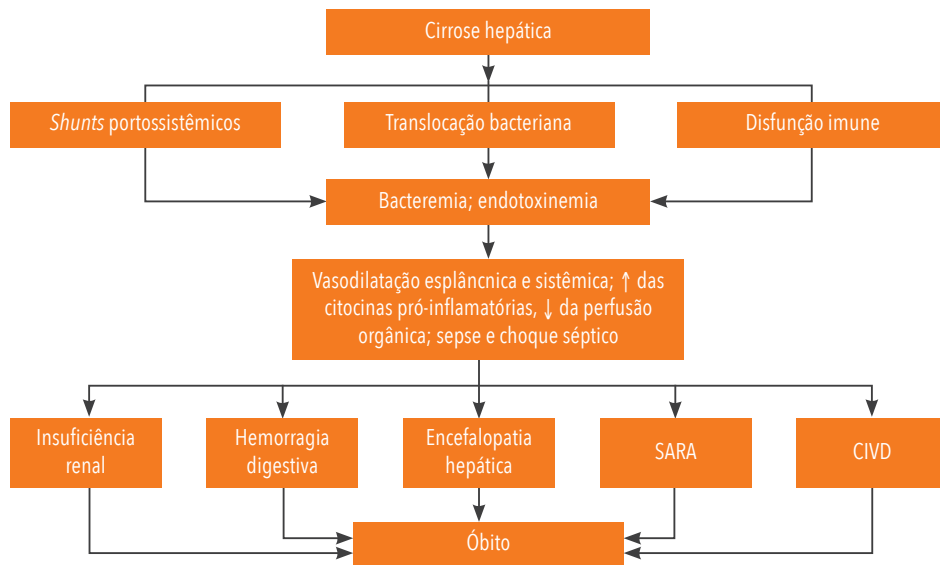 Cirrose hepática
Shunts portossistêmicos
Translocação bacteriana
Disfunção imune
Bacteremia; endotoxinemia
Vasodilatação esplâncnica e sistêmica; ↑ das
citocinas pró-inflamatórias, ↓ da perfusão
orgânica; sepse e choque séptico
Insuficiência
renal
Hemorragia
digestiva
Encefalopatia
hepática
SARA
CIVD
Óbito